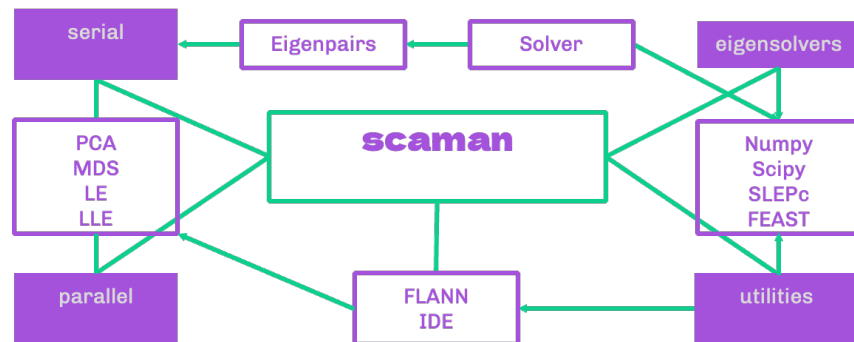 serial
Eigenpairs
Solver
eigensolvers
scaman
PCA
MDS
LE
LLE
Numpy
Scipy
SLEPc
FEAST
parallel
FLANN
IDE
utilities